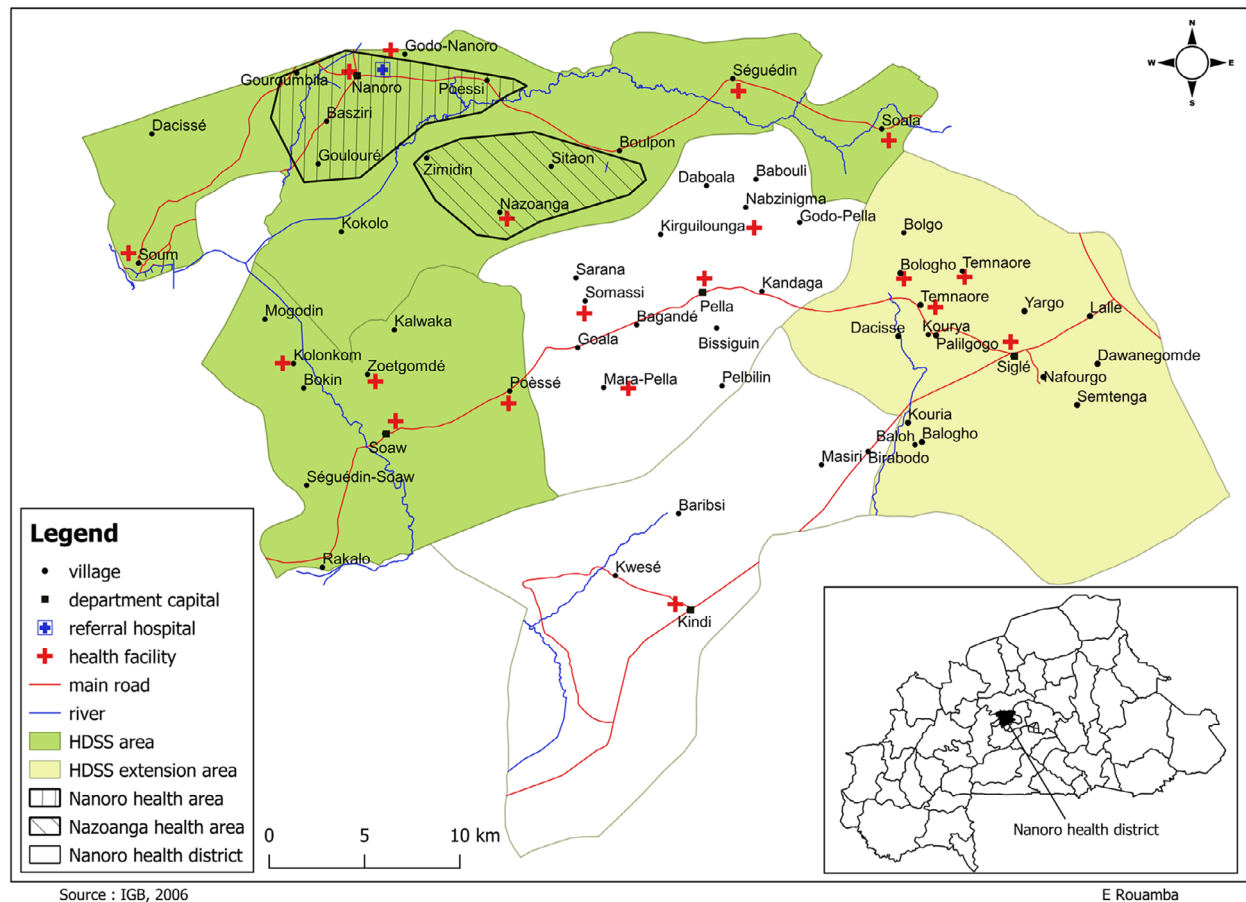 N
W
E
S
Godo-Nanoro
Gouroumbila
Nanoro
Poessi
Séguédin
Basziri
Dacissé
Soala
Goulouré
Boulpon
Zimidin
Sitaon
Daboala
Babouli
Nazoanga
Nabzinigma
Godo-Pella
Kokolo
Kirguilounga
Bolgo
Soum
Sarana
Bologho
Temnaore
Somassi
Pella
Kandaga
Temnaore
Yargo
Mogodin
Kalwaka
Bagandé
Lalle
Goala
Bissiguin
Dacisse
Kourya
Palilgogo
Kolonkom
Zoetgomdé
Siglé
Dawanegomde
Bokin
Poèssé
Mara-Pella
Pelbilin
Nafourgo
Semtenga
Soaw
Kouria
Baloh
Balogho
Masiri
Birabodo
Séguédin-Soaw
Baribsi
Rakalo
Kwesé
Kindi
Legend
village
department capital
referral hospital
health facility
main road
river
HDSS area
HDSS extension area
Nanoro health area
Nazoanga health area
Nanoro health district
0
5
10 km
Nanoro health district
Source : IGB, 2006
E Rouamba